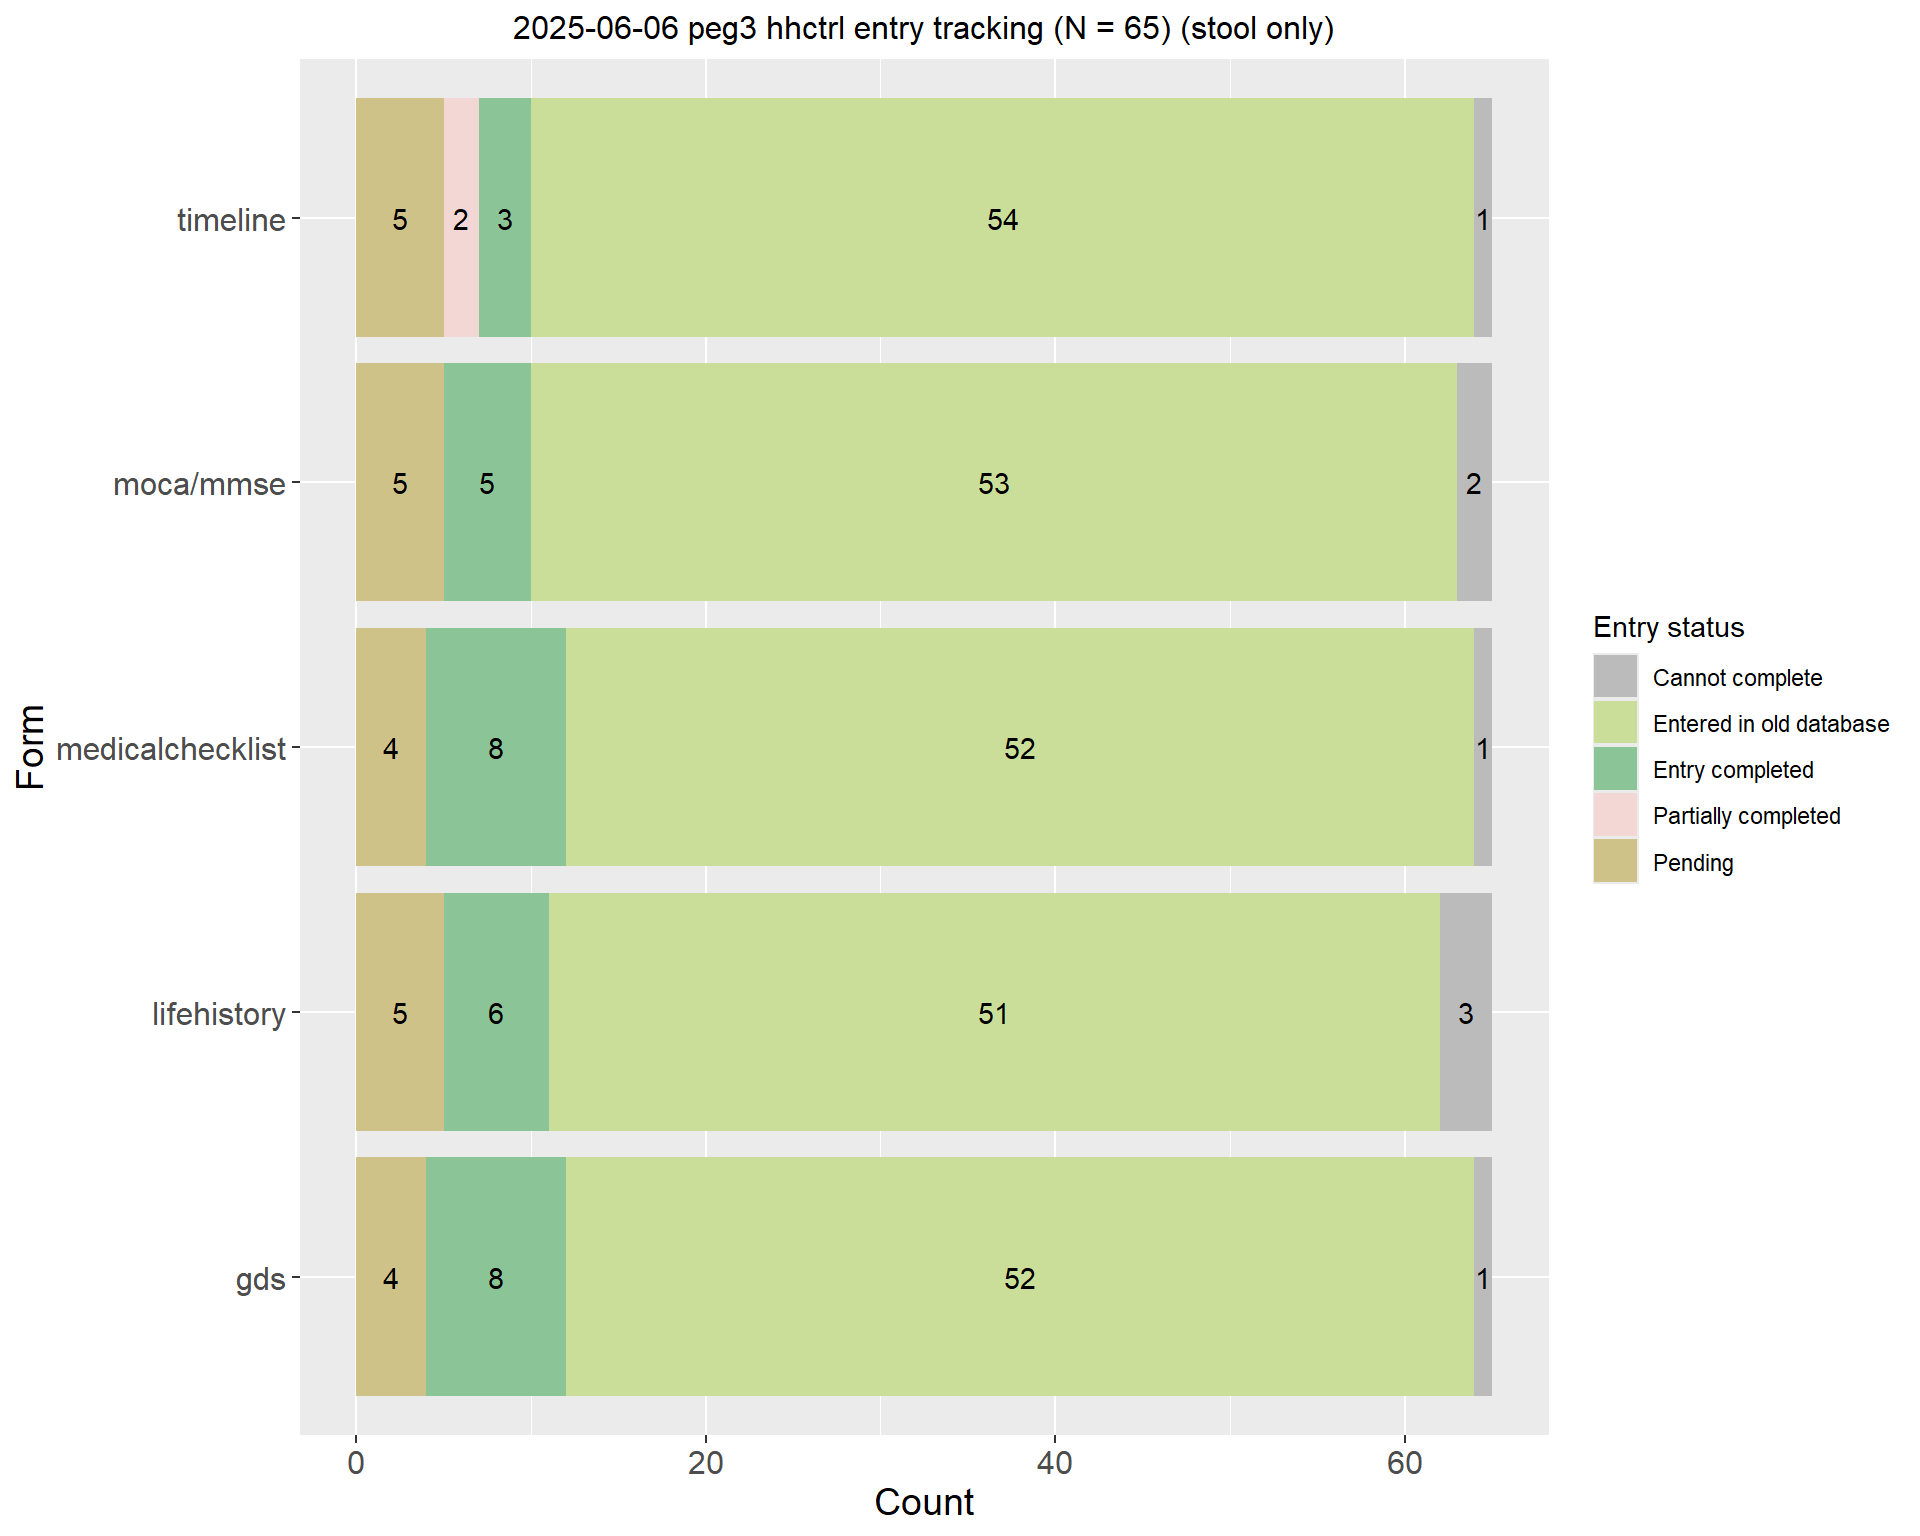 2025-06-06 peg3 hhctrl entry tracking (N = 65) (stool only)
timeline
5 2 3 54 1
moca/mmse
5 5 53 2
medicalchecklist
4 8 52 1
lifehistory
5 6 51 3
gds
4 8 52 1
Form
0 20 40 60
Count
Entry status
Cannot complete
Entered in old database
Entry completed
Partially completed
Pending